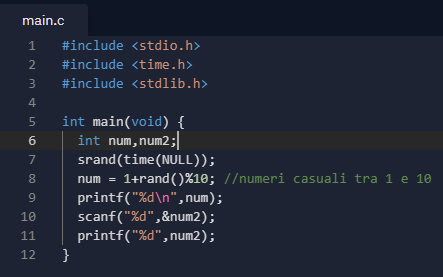 main.c
1 #include <stdio.h>
2 #include <time.h>
3 #include <stdlib.h>
4
5 int main(void) {
6 int num,num2;
7 srand(time(NULL));
8 num = 1+rand()%10; //numeri casuali tra 1 e 10
9 printf("%d\n",num);
10 scanf("%d",&num2);
11 printf("%d",num2);
12 }